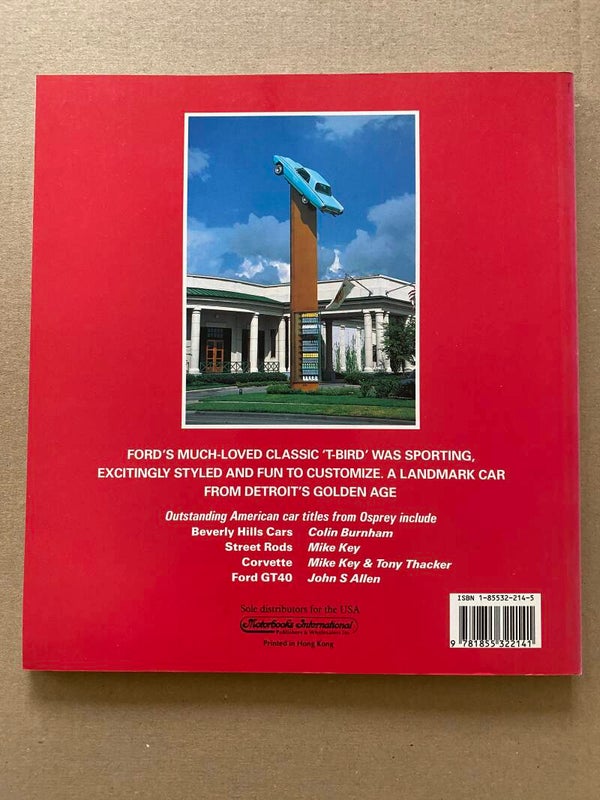 FORD'S MUCH-LOVED CLASSIC 'T-BIRD' WAS SPORTING,
EXCITINGLY STYLED AND FUN TO CUSTOMIZE. A LANDMARK CAR
FROM DETROIT'S GOLDEN AGE
Outstanding American car titles from Osprey include
Beverly Hills Cars Colin Burnham
Street Rods Mike Key
Corvette Mike Key & Tony Thacker
Ford GT40 John S Allen
Sole distributors for the USA
Motorbooks International
Publishers & Wholesalers Inc
Printed in Hong Kong
ISBN 1-85532-214-5
9 781855 322141